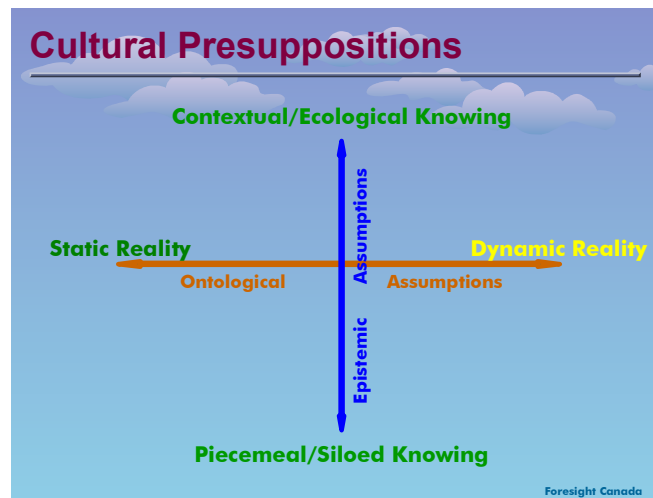 Cultural Presuppositions
Contextual/Ecological Knowing
Static Reality
Dynamic Reality
Ontological Assumptions
Epistemic Assumptions
Piecemeal/Siloed Knowing
Foresight Canada